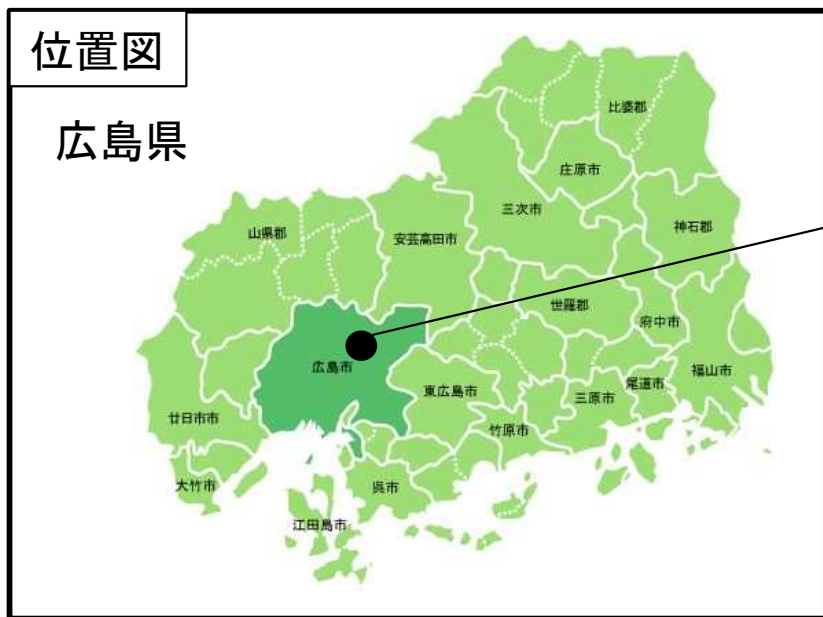 位置図
広島県
比婆郡
庄原市
三次市
神石郡
山県郡
安芸高田市
世羅郡
府中市
広島市
福山市
尾道市
東広島市
三原市
廿日市市
竹原市
大竹市
呉市
江田島市